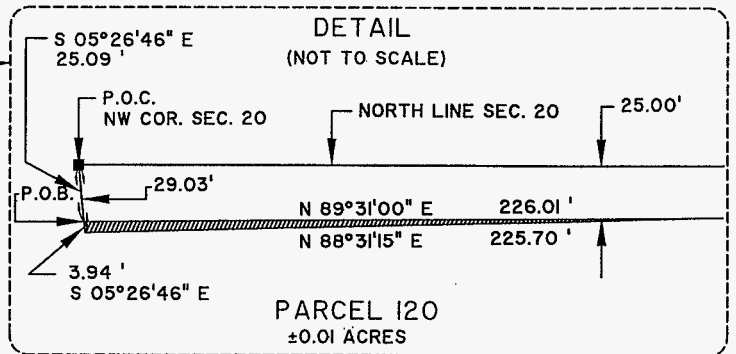 DETAIL
(NOT TO SCALE)
S 05°26'46" E
25.09 '
P.O.C.
NW COR. SEC. 20
NORTH LINE SEC. 20
25.00'
P.O.B.
29.03'
N 89°31'00" E 226.01 '
N 88°31'15" E 225.70 '
3.94 '
S 05°26'46" E
PARCEL 120
±0.01 ACRES